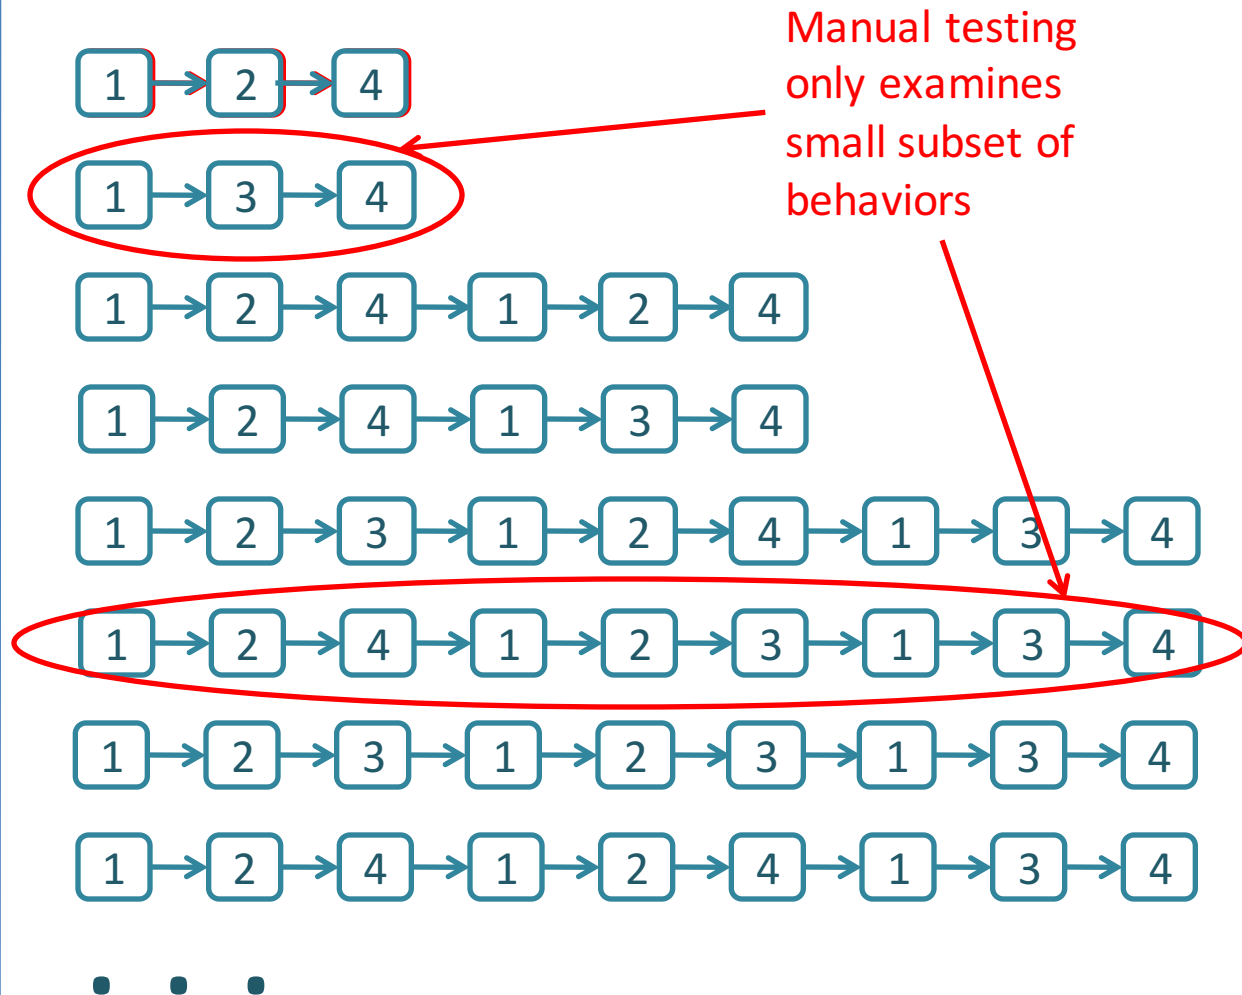 Manual testing
only examines
small subset of
behaviors
1 2 4
1 3 4
1 2 4 1 2 4
1 2 4 1 3 4
1 2 3 1 2 4 1 3 4
1 2 4 1 2 3 1 3 4
1 2 3 1 2 3 1 3 4
1 2 4 1 2 4 1 3 4
. . .